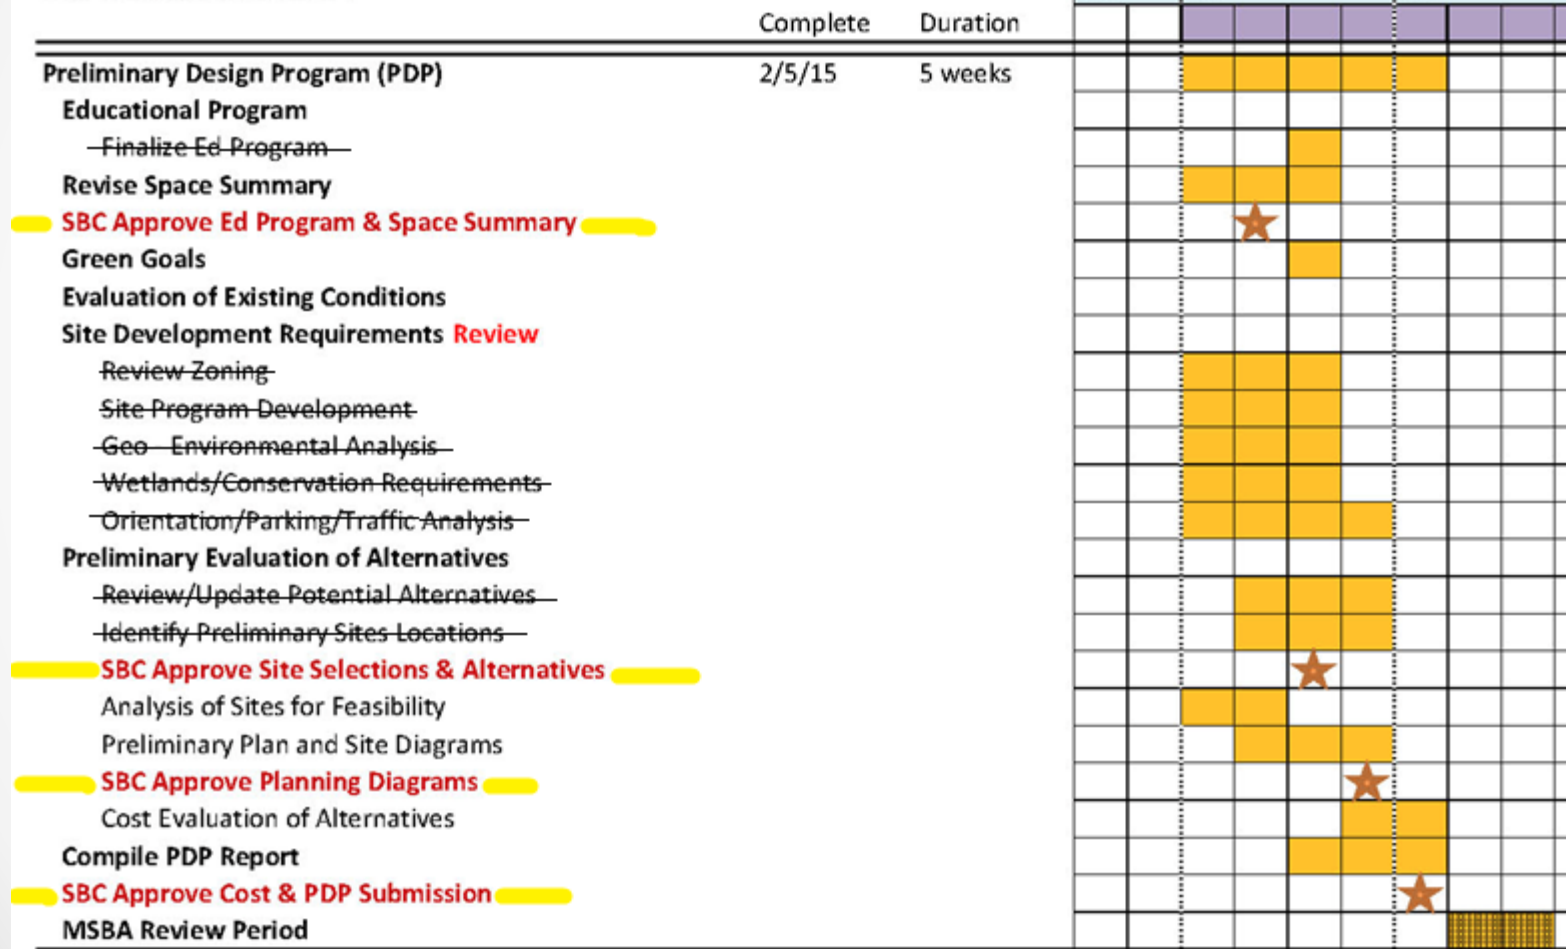 Complete Duration
Preliminary Design Program (PDP) 2/5/15 5 weeks
Educational Program
Finalize Ed Program
Revise Space Summary
SBC Approve Ed Program & Space Summary
Green Goals
Evaluation of Existing Conditions
Site Development Requirements Review
Review Zoning
Site Program Development
Geo - Environmental Analysis
Wetlands/Conservation Requirements
Orientation/Parking/Traffic Analysis
Preliminary Evaluation of Alternatives
Review/Update Potential Alternatives
Identify Preliminary Sites Locations
SBC Approve Site Selections & Alternatives
Analysis of Sites for Feasibility
Preliminary Plan and Site Diagrams
SBC Approve Planning Diagrams
Cost Evaluation of Alternatives
Compile PDP Report
SBC Approve Cost & PDP Submission
MSBA Review Period